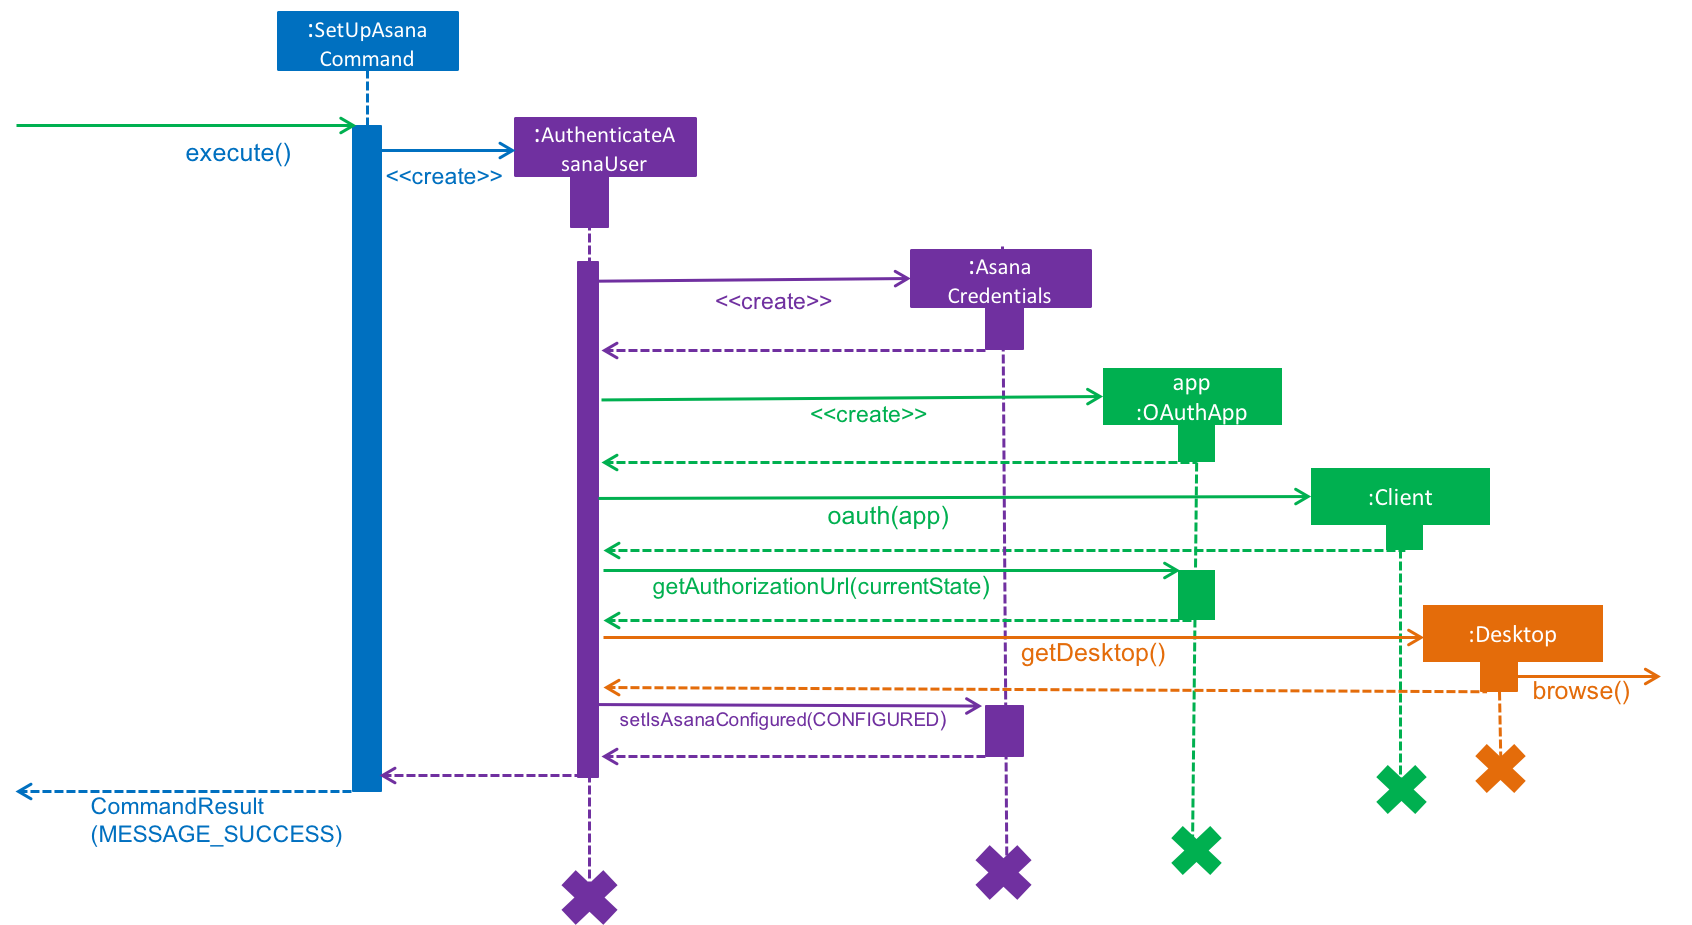 :SetUpAsana
Command
execute()
<<create>>
:AuthenticateA
sanaUser
<<create>>
:Asana
Credentials
<<create>>
app
:OAuthApp
oauth(app)
:Client
getAuthorizationUrl(currentState)
getDesktop()
:Desktop
browse()
setIsAsanaConfigured(CONFIGURED)
CommandResult
(MESSAGE_SUCCESS)